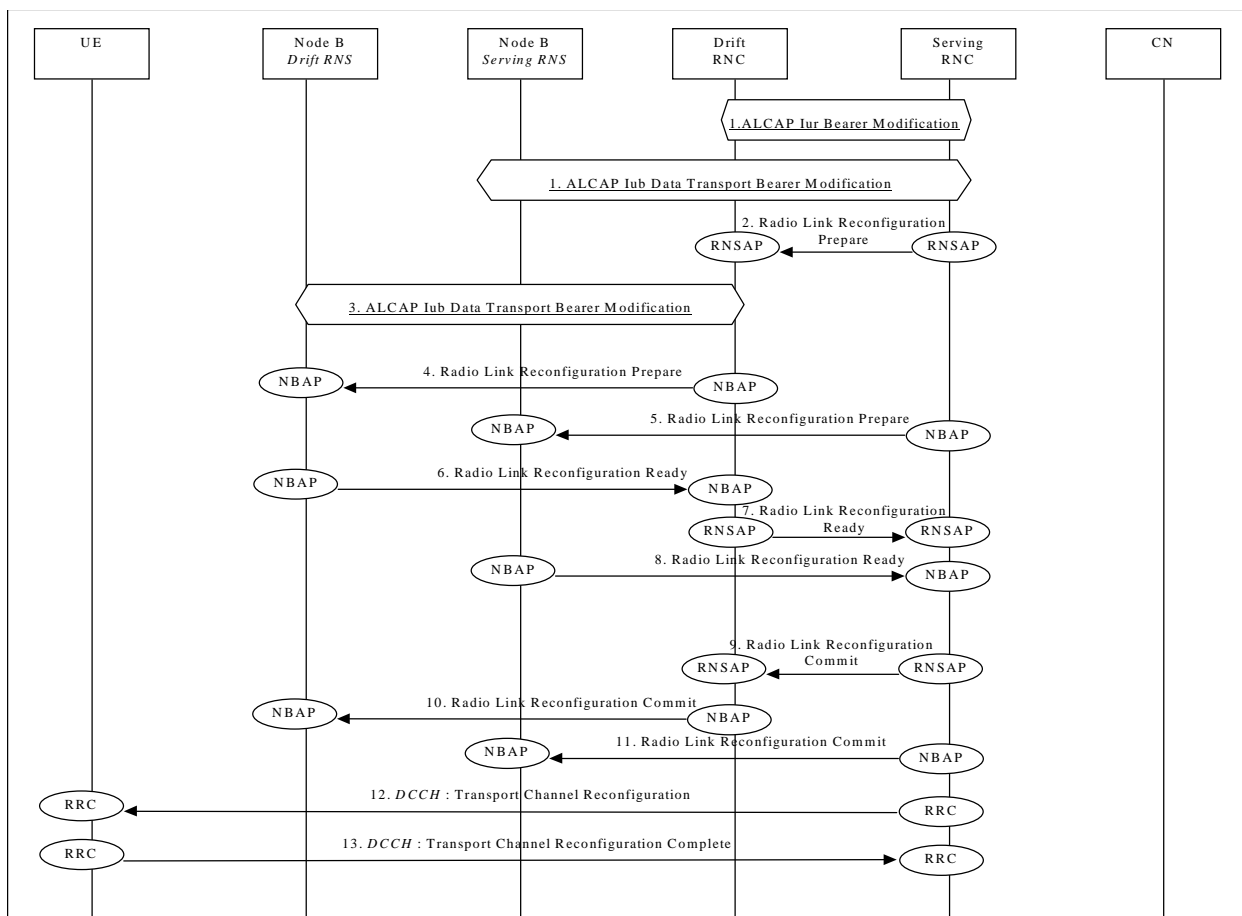 UE
Node B
Drift RNS
Node B
Serving RNS
Drift
RNC
Serving
RNC
CN
1.ALCAP Iur Bearer Modification
1. ALCAP Iub Data Transport Bearer Modification
2. Radio Link Reconfiguration
Prepare
RNSAP
RNSAP
3. ALCAP Iub Data Transport Bearer Modification
NBAP
4. Radio Link Reconfiguration Prepare
NBAP
NBAP
5. Radio Link Reconfiguration Prepare
NBAP
NBAP
6. Radio Link Reconfiguration Ready
NBAP
RNSAP
7. Radio Link Reconfiguration
Ready
RNSAP
NBAP
8. Radio Link Reconfiguration Ready
NBAP
RNSAP
9. Radio Link Reconfiguration
Commit
RNSAP
NBAP
10. Radio Link Reconfiguration Commit
NBAP
NBAP
11. Radio Link Reconfiguration Commit
NBAP
RRC
12. DCCH : Transport Channel Reconfiguration
RRC
RRC
13. DCCH : Transport Channel Reconfiguration Complete
RRC